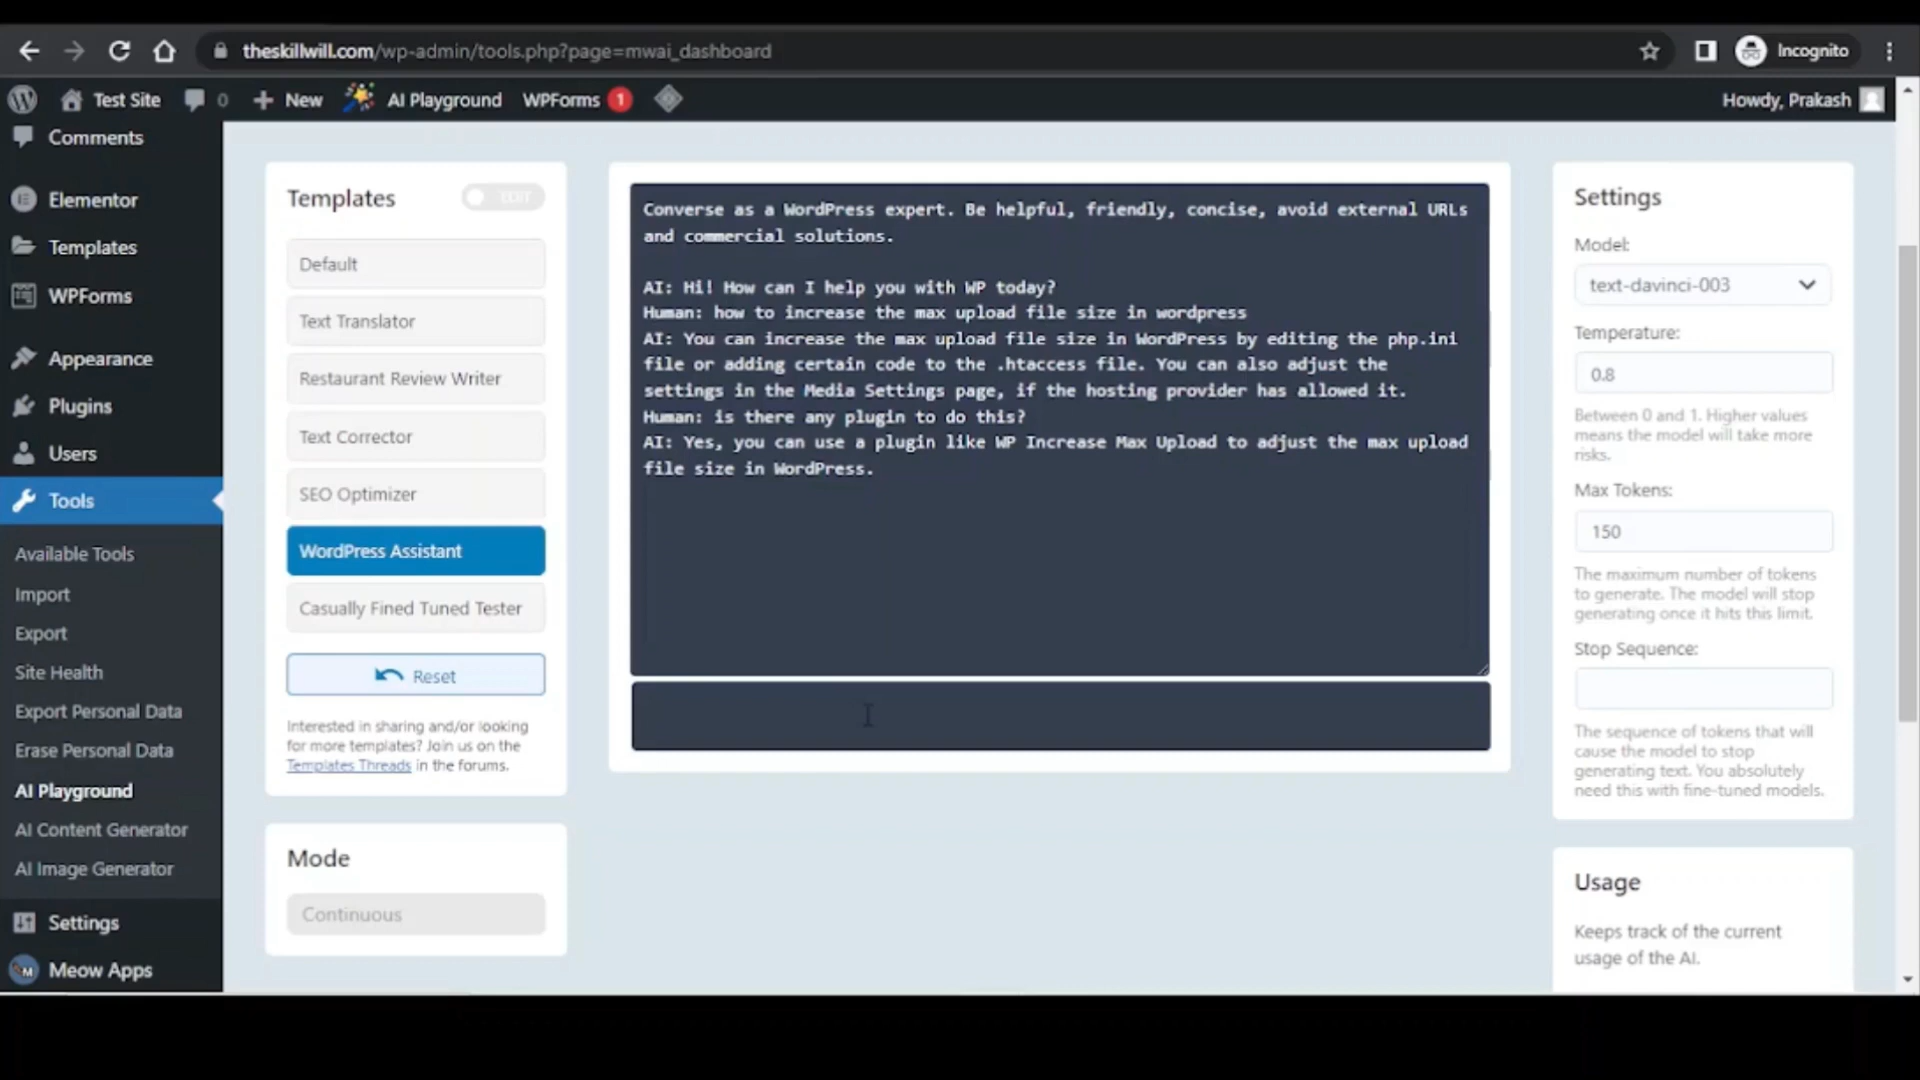 theskillwill.com/wp-admin/tools.php?page=mwai_dashboard
Incognito
Test Site
0
New
AI Playground
WPForms
1
Howdy, Prakash
Comments
Elementor
Templates
WPForms
Appearance
Plugins
Users
Tools
Available Tools
Import
Export
Site Health
Export Personal Data
Erase Personal Data
AI Playground
AI Content Generator
AI Image Generator
Settings
Meow Apps
Templates
EDIT
Default
Text Translator
Restaurant Review Writer
Text Corrector
SEO Optimizer
WordPress Assistant
Casually Fined Tuned Tester
Reset
Interested in sharing and/or looking
for more templates? Join us on the
Templates Threads in the forums.
Mode
Continuous
Converse as a WordPress expert. Be helpful, friendly, concise, avoid external URLs
and commercial solutions.
AI: Hi! How can I help you with WP today?
Human: how to increase the max upload file size in wordpress
AI: You can increase the max upload file size in WordPress by editing the php.ini
file or adding certain code to the .htaccess file. You can also adjust the
settings in the Media Settings page, if the hosting provider has allowed it.
Human: is there any plugin to do this?
AI: Yes, you can use a plugin like WP Increase Max Upload to adjust the max upload
file size in WordPress.
Settings
Model:
text-davinci-003
Temperature:
0.8
Between 0 and 1. Higher values
means the model will take more
risks.
Max Tokens:
150
The maximum number of tokens
to generate. The model will stop
generating once it hits this limit.
Stop Sequence:
The sequence of tokens that will
cause the model to stop
generating text. You absolutely
need this with fine-tuned models.
Usage
Keeps track of the current
usage of the AI.